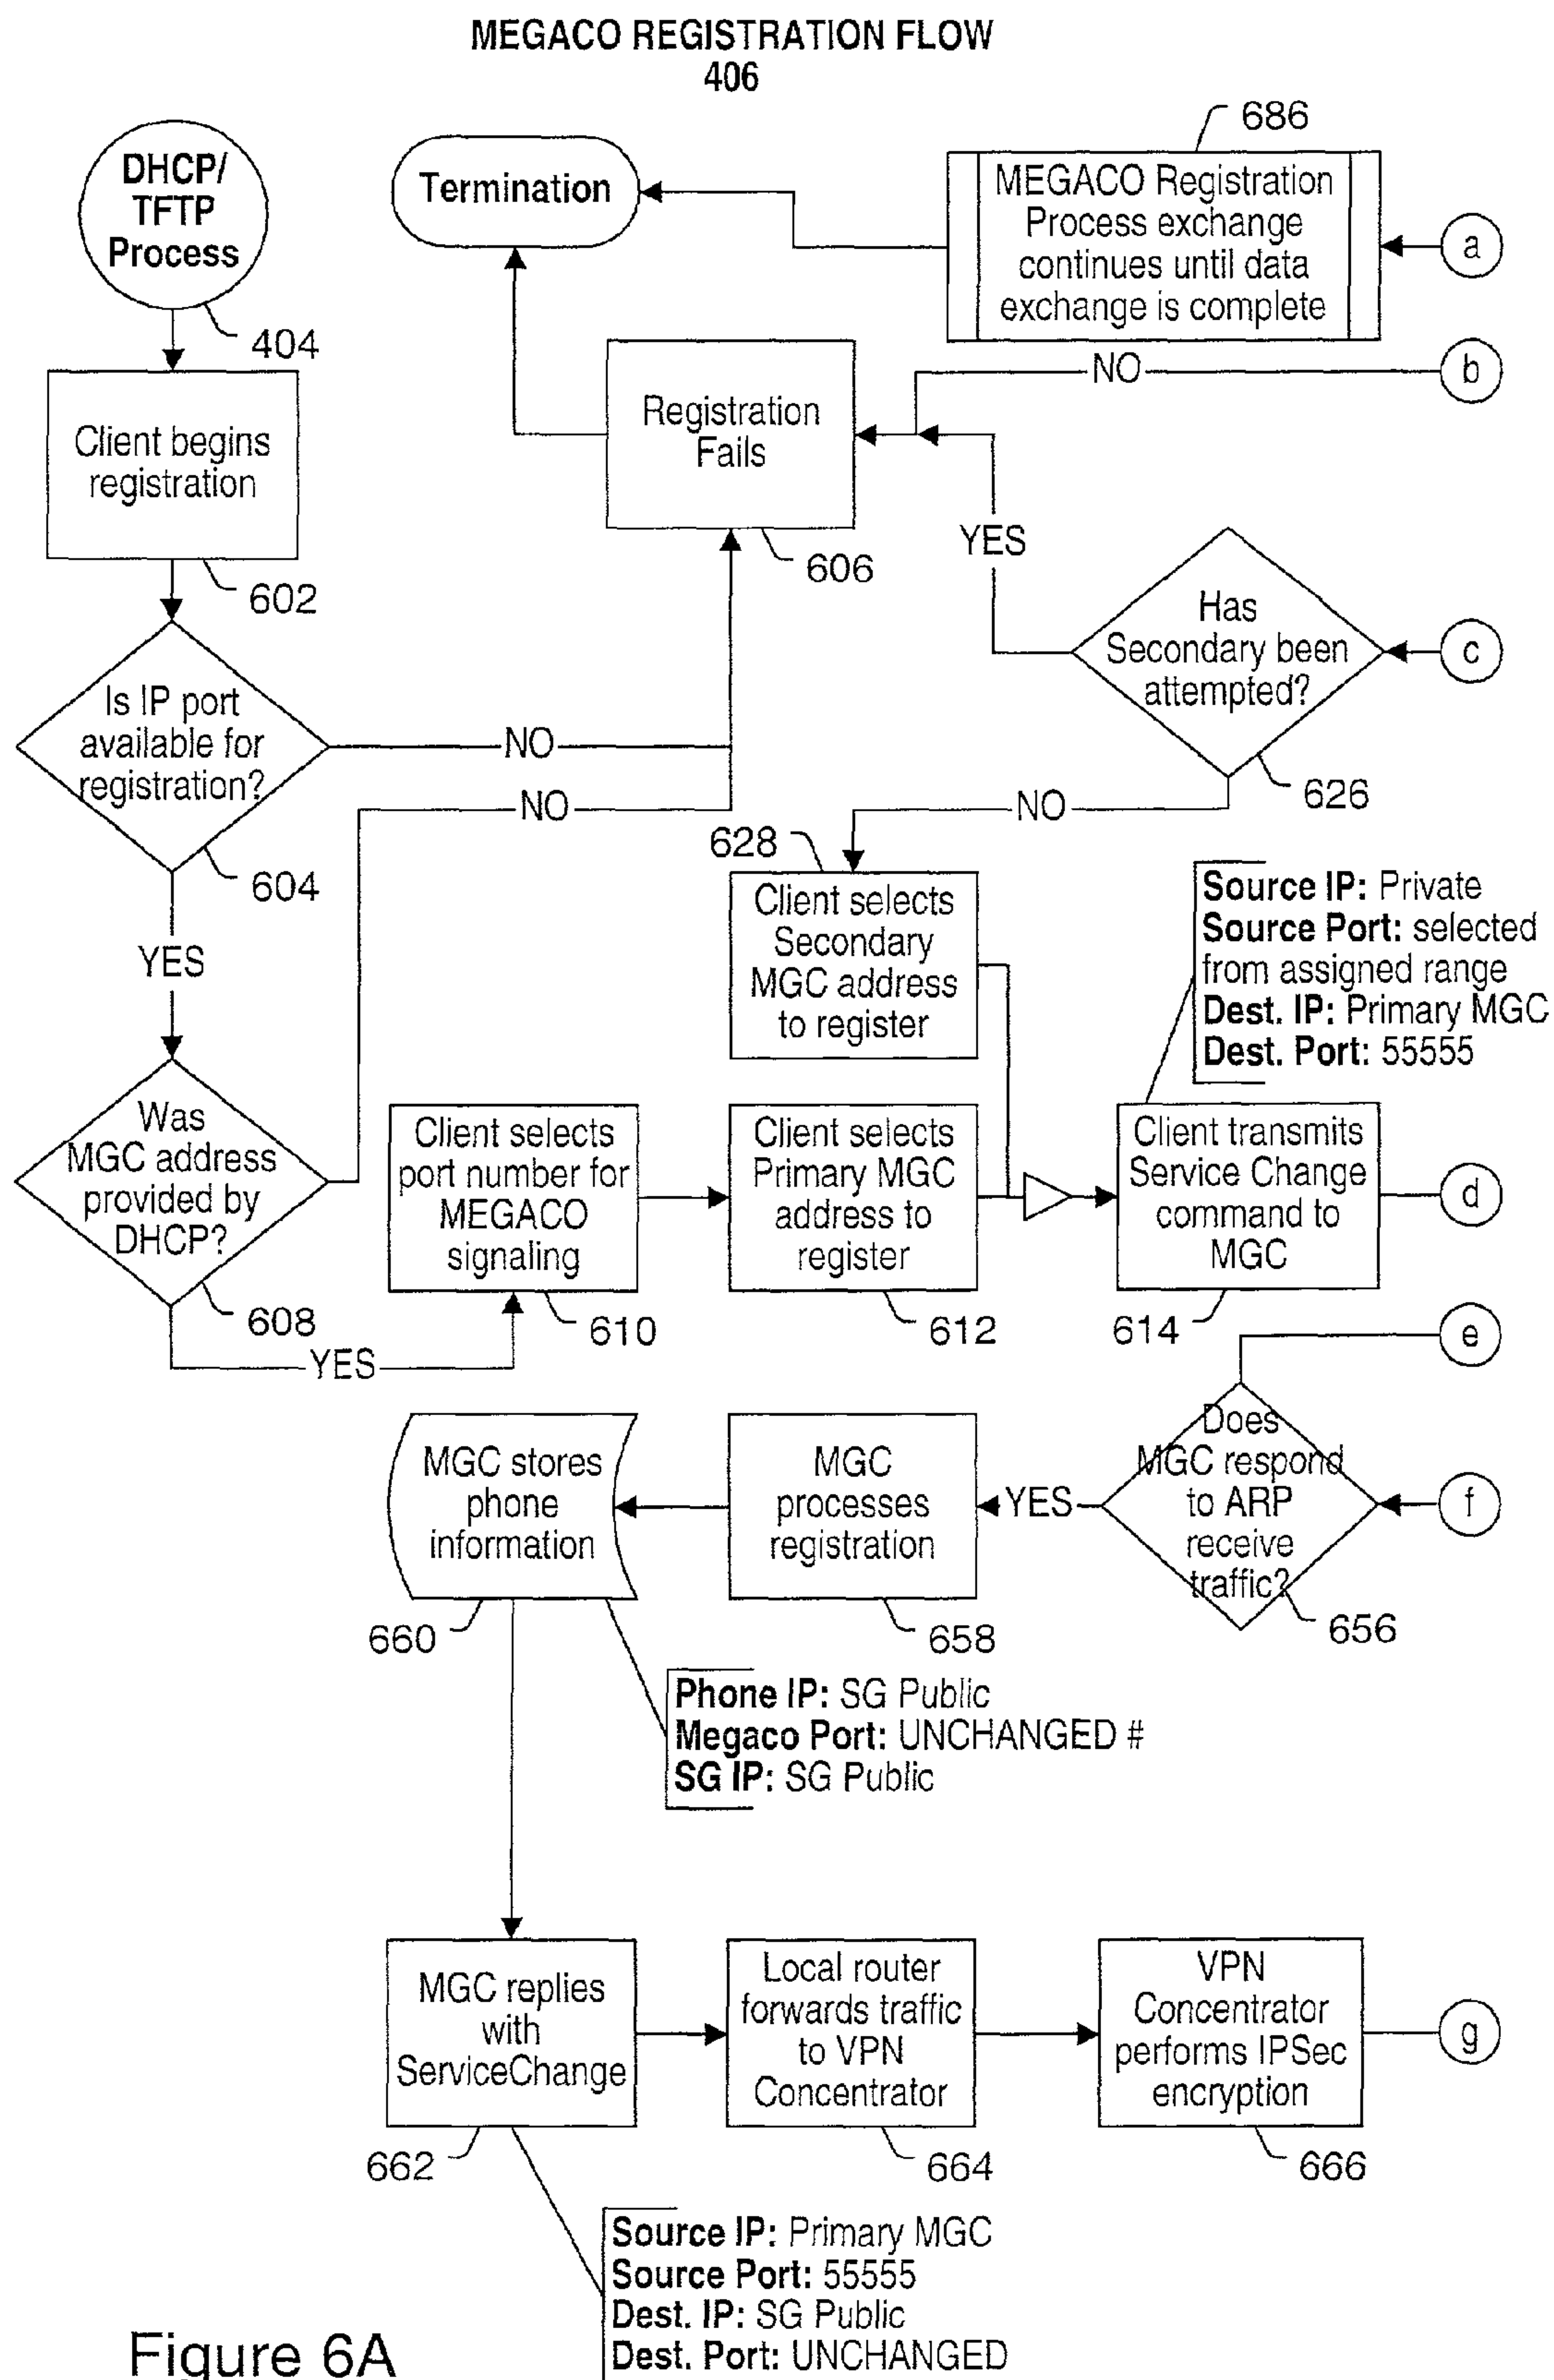 MEGACO REGISTRATION FLOW
406
DHCP/
TFTP
Process
404
Termination
686
MEGACO Registration
Process exchange
continues until data
exchange is complete
a
Client begins
registration
602
Registration
Fails
606
NO
b
YES
Has
Secondary been
attempted?
626
c
Is IP port
available for
registration?
604
NO
NO
YES
NO
628
Client selects
Secondary
MGC address
to register
Source IP: Private
Source Port: selected
from assigned range
Dest. IP: Primary MGC
Dest. Port: 55555
Was
MGC address
provided by
DHCP?
608
YES
Client selects
port number for
MEGACO
signaling
610
Client selects
Primary MGC
address to
register
612
Client transmits
Service Change
command to
MGC
614
d
e
MGC stores
phone
information
660
MGC
processes
registration
658
YES
Does
MGC respond
to ARP
receive
traffic?
656
f
Phone IP: SG Public
Megaco Port: UNCHANGED #
SG IP: SG Public
MGC replies
with
ServiceChange
662
Local router
forwards traffic
to VPN
Concentrator
664
VPN
Concentrator
performs IPSec
encryption
666
g
Source IP: Primary MGC
Source Port: 55555
Dest. IP: SG Public
Dest. Port: UNCHANGED
Figure 6A